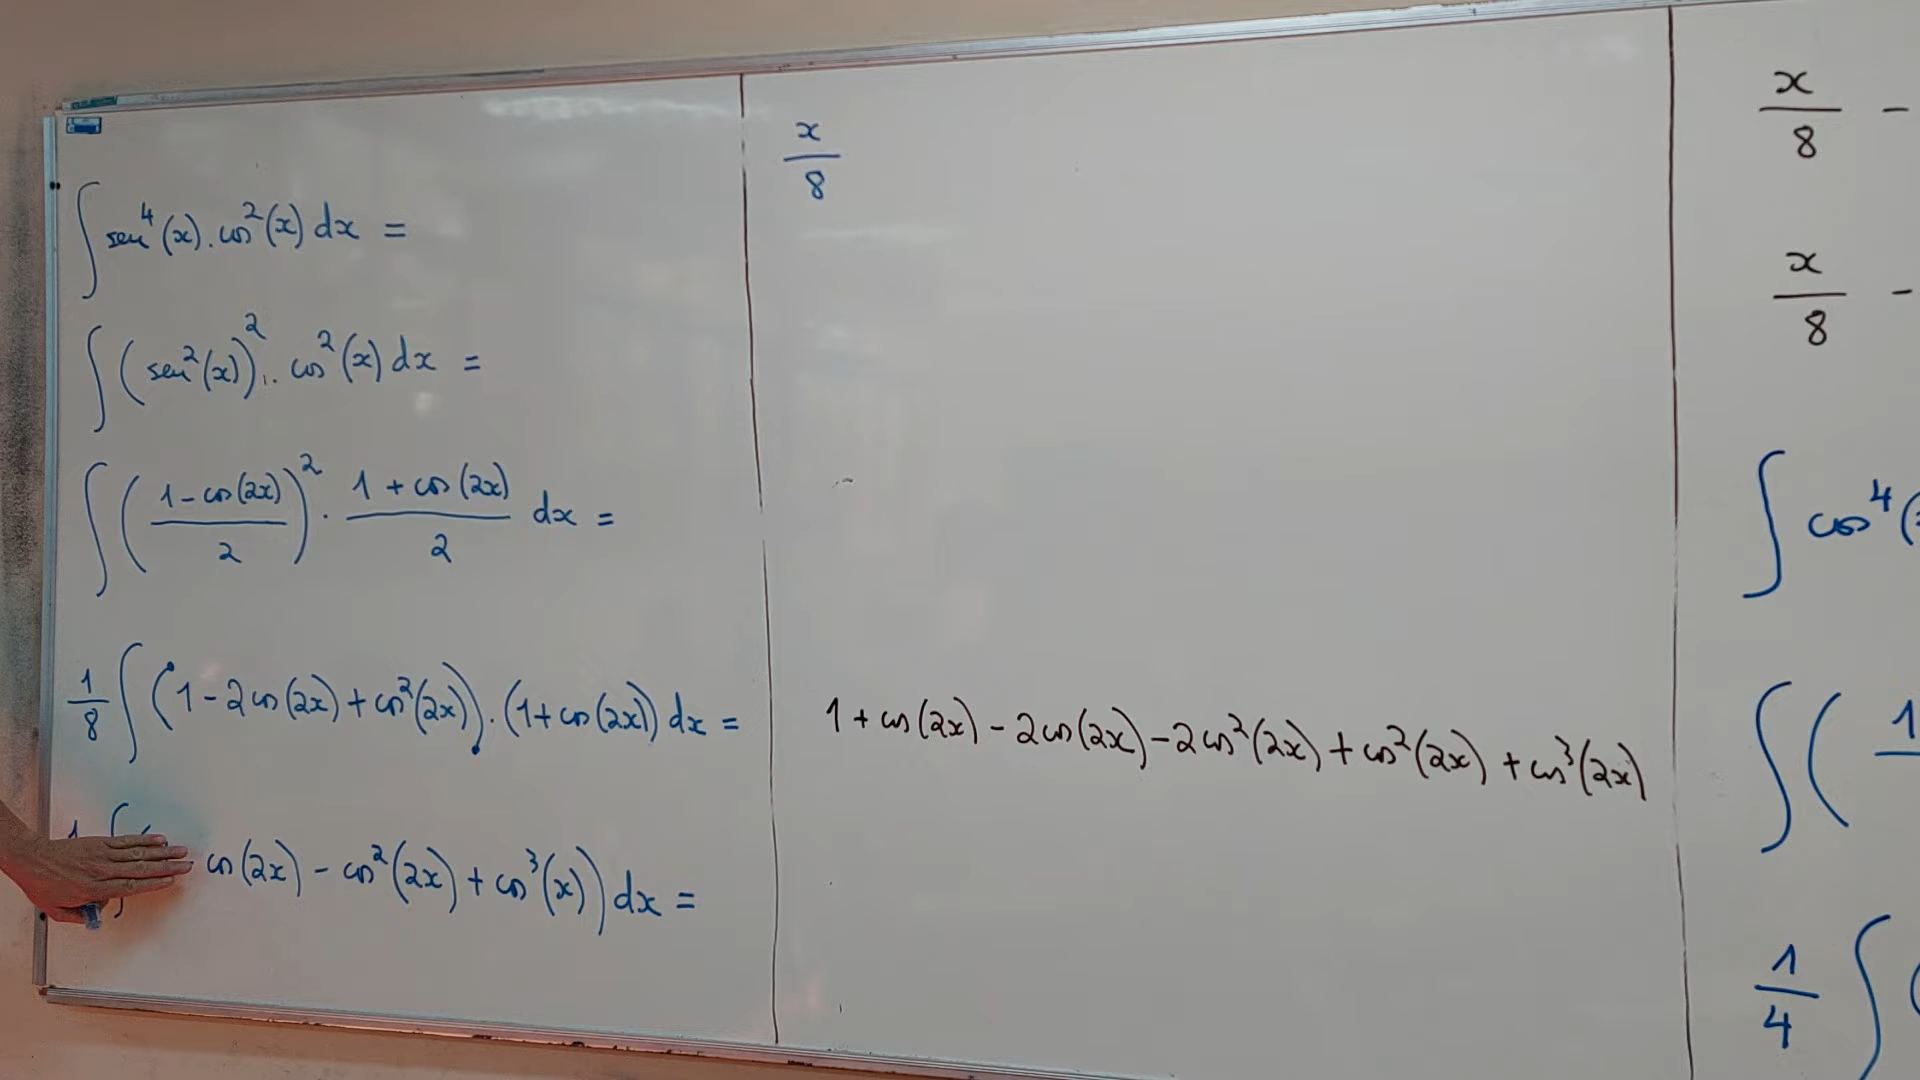 ∫ sen⁴(x).cos²(x) dx =
∫ (sen²(x))². cos²(x) dx =
∫ ((1-cos(2x))/2)² . (1+cos(2x))/2 dx =
1/8 ∫ (1-2cos(2x)+cos²(2x)).(1+cos(2x)) dx =
cos(2x) - cos²(2x) + cos³(x)) dx =
x/8
1+cos(2x)-2cos(2x)-2cos²(2x)+cos²(2x)+cos³(2x)
x/8 -
x/8 -
∫ cos⁴(
∫ ( 1
1/4 ∫ (